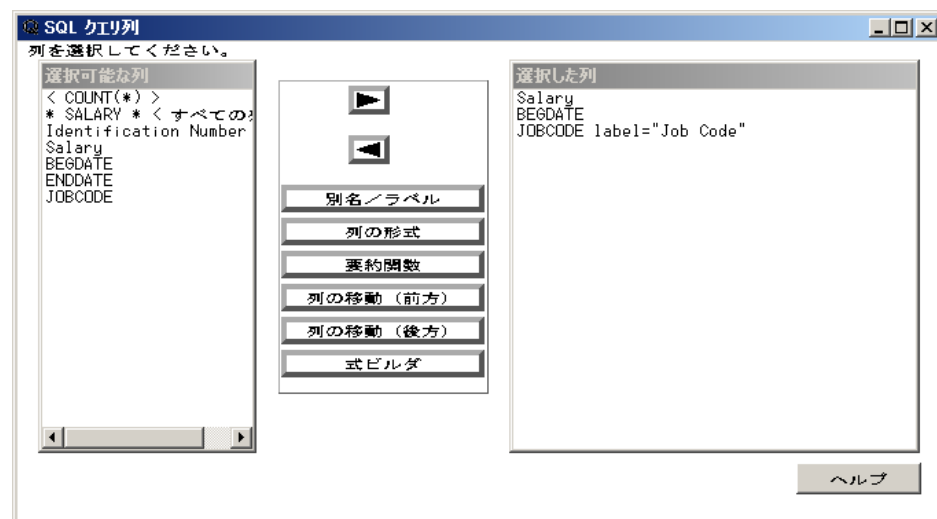 SQL クエリ列
列を選択してください。
選択可能な列
< COUNT(*) >
* SALARY * < すべての
Identification Number
Salary
BEGDATE
ENDDATE
JOBCODE
別名／ラベル
列の形式
要約関数
列の移動（前方）
列の移動（後方）
式ビルダ
選択した列
Salary
BEGDATE
JOBCODE label="Job Code"
ヘルプ